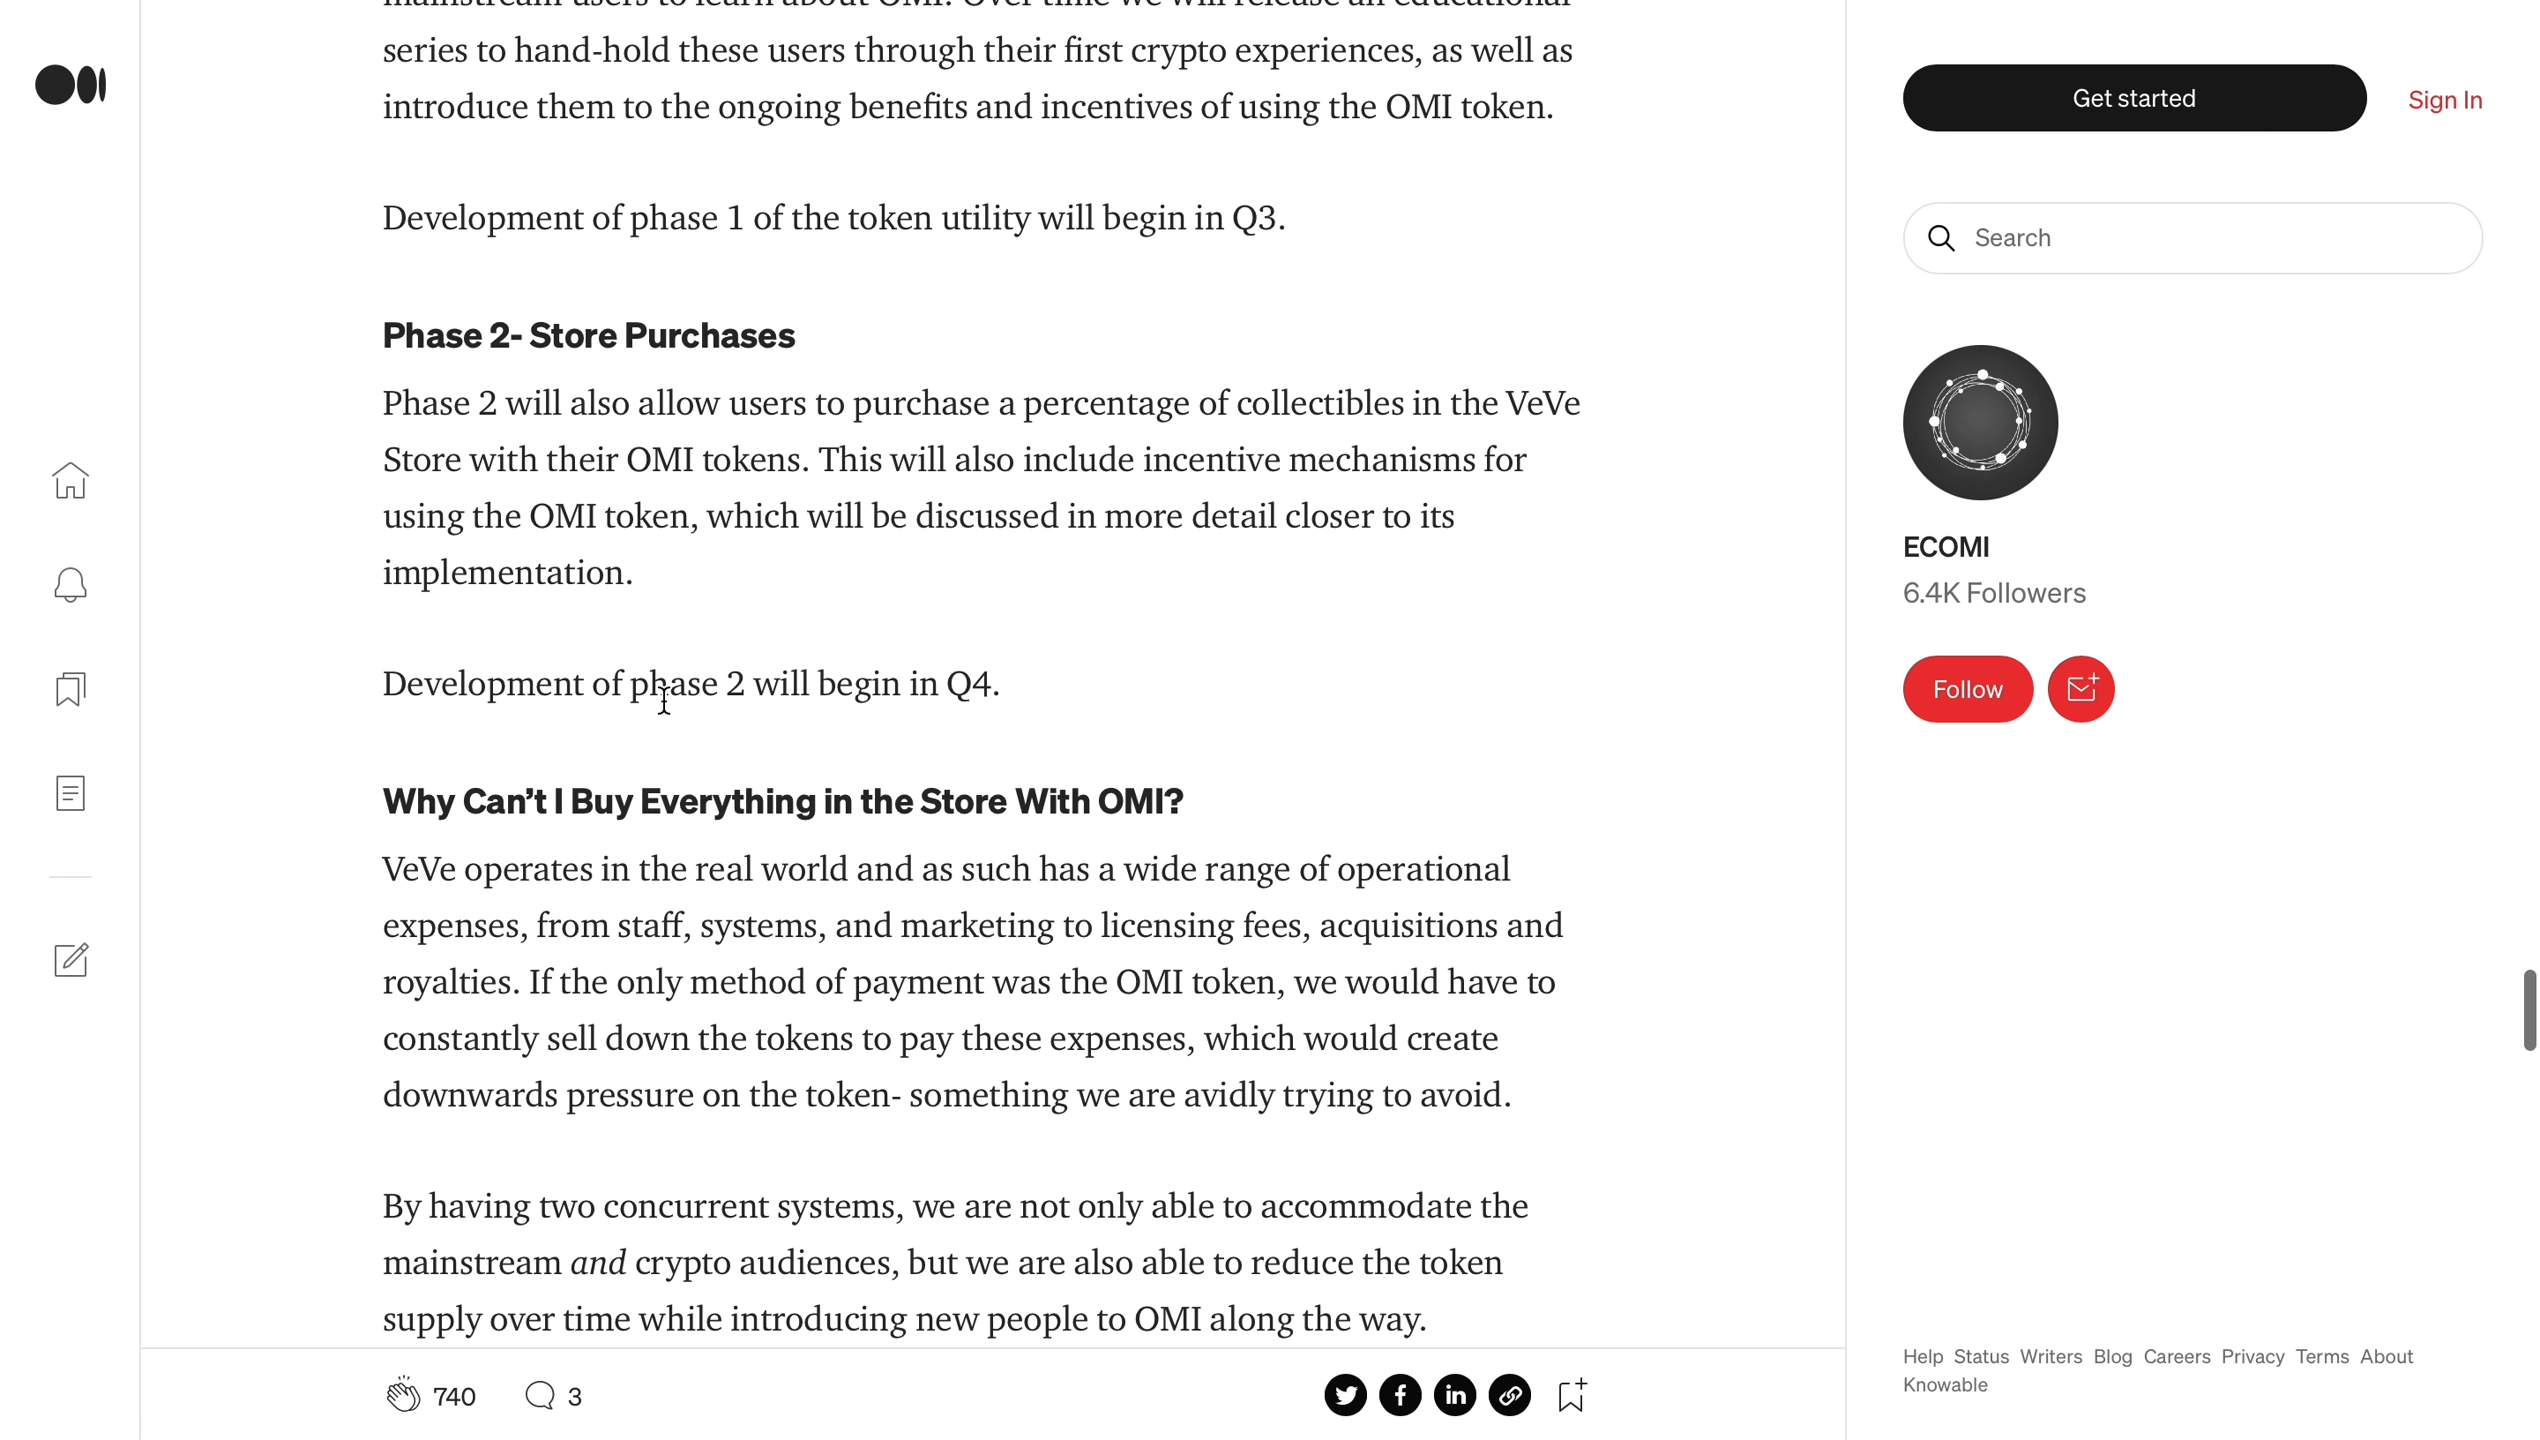 series to hand-hold these users through their first crypto experiences, as well as
introduce them to the ongoing benefits and incentives of using the OMI token.
Development of phase 1 of the token utility will begin in Q3.
Phase 2- Store Purchases
Phase 2 will also allow users to purchase a percentage of collectibles in the VeVe
Store with their OMI tokens. This will also include incentive mechanisms for
using the OMI token, which will be discussed in more detail closer to its
implementation.
Development of phase 2 will begin in Q4.
Why Can’t I Buy Everything in the Store With OMI?
VeVe operates in the real world and as such has a wide range of operational
expenses, from staff, systems, and marketing to licensing fees, acquisitions and
royalties. If the only method of payment was the OMI token, we would have to
constantly sell down the tokens to pay these expenses, which would create
downwards pressure on the token- something we are avidly trying to avoid.
By having two concurrent systems, we are not only able to accommodate the
mainstream and crypto audiences, but we are also able to reduce the token
supply over time while introducing new people to OMI along the way.
740
3
Get started
Sign In
Search
ECOMI
6.4K Followers
Follow
Help Status Writers Blog Careers Privacy Terms About
Knowable